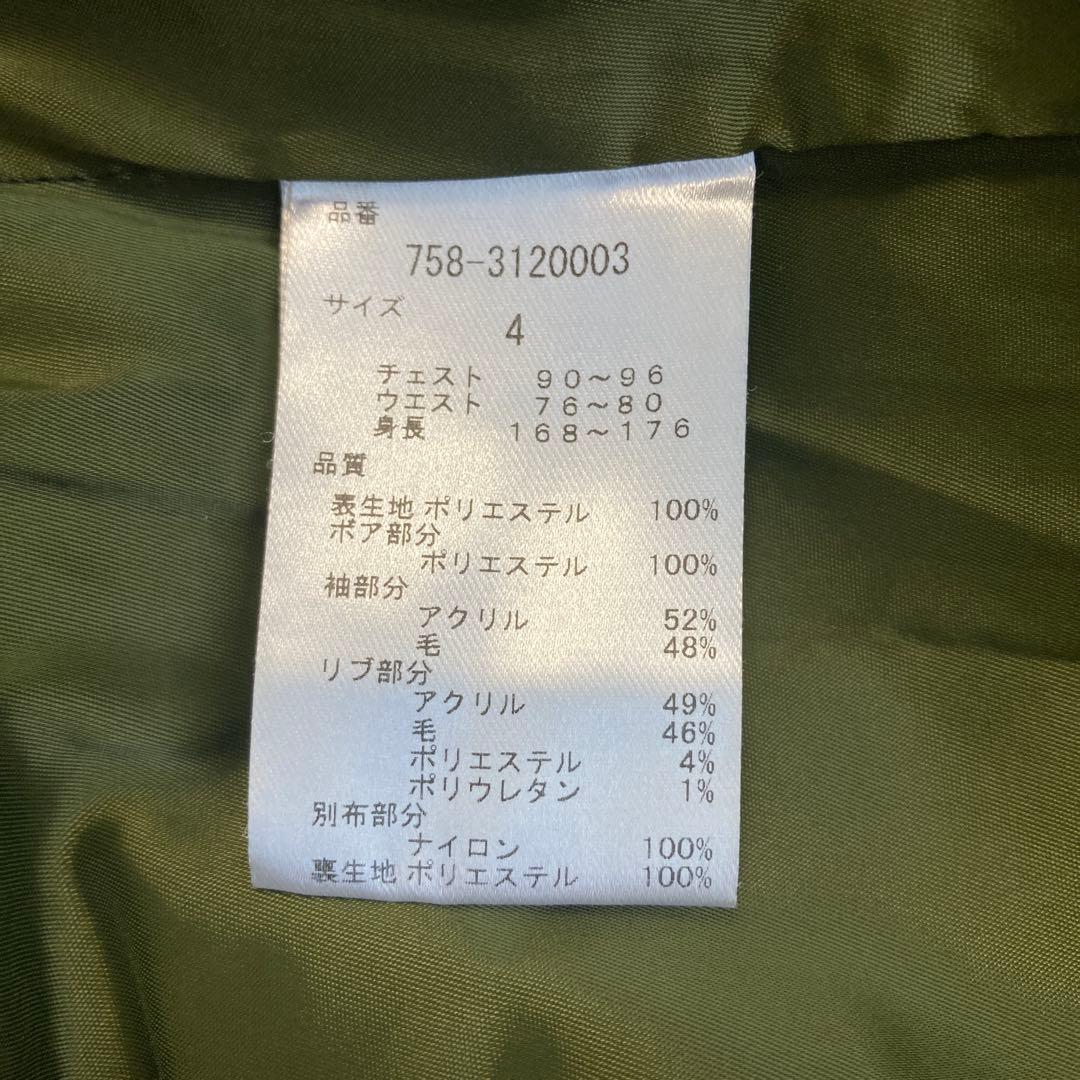 品番
758-3120003
サイズ
4
チェスト 90～96
ウエスト 76～80
身長 168～176
品質
表生地 ポリエステル 100%
ボア部分
ポリエステル 100%
袖部分
アクリル 52%
毛 48%
リブ部分
アクリル 49%
毛 46%
ポリエステル 4%
ポリウレタン 1%
別布部分
ナイロン 100%
裏生地 ポリエステル 100%